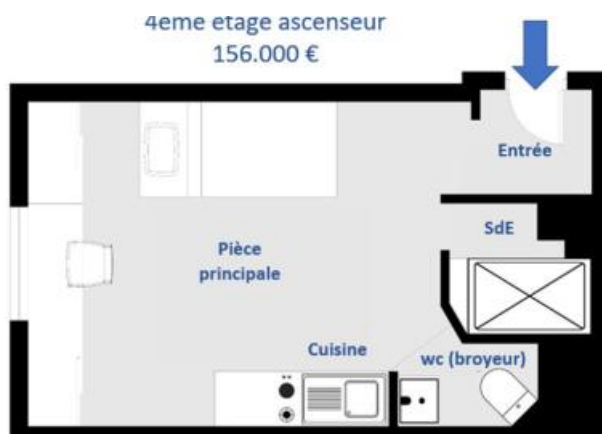 4eme etage ascenseur
156.000 €
Entrée
SdE
Pièce
principale
Cuisine
wc (broyeur)